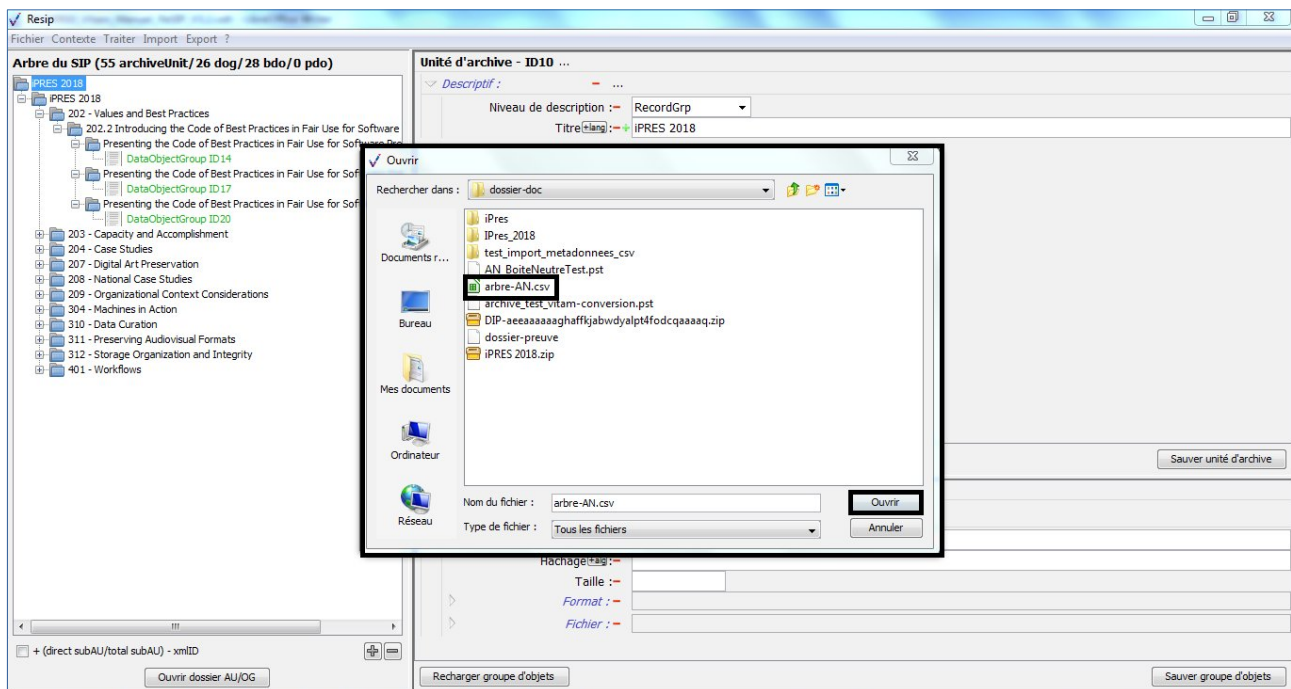 Resip
Fichier Contexte Traiter Import Export ?
Arbre du SIP (55 archiveUnit/26 dog/28 bdo/0 pdo)
iPRES 2018
iPRES 2018
202 - Values and Best Practices
202.2 Introducing the Code of Best Practices in Fair Use for Software
Presenting the Code of Best Practices in Fair Use for Software Pre
DataObjectGroup ID14
Presenting the Code of Best Practices in Fair Use for Sof
DataObjectGroup ID17
Presenting the Code of Best Practices in Fair Use for Sof
DataObjectGroup ID20
203 - Capacity and Accomplishment
204 - Case Studies
207 - Digital Art Preservation
208 - National Case Studies
209 - Organizational Context Considerations
304 - Machines in Action
310 - Data Curation
311 - Preserving Audiovisual Formats
312 - Storage Organization and Integrity
401 - Workflows
+ (direct subAU/total subAU) - xmlID
Ouvrir dossier AU/OG
Unité d'archive - ID10 ...
Descriptif : ...
Niveau de description : RecordGrp
Titre +lang : iPRES 2018
Ouvrir
Rechercher dans : dossier-doc
Documents r...
Bureau
Mes documents
Ordinateur
Réseau
iPres
IPres_2018
test_import_metadonnees_csv
AN_BoiteNeutreTest.pst
arbre-AN.csv
archive_test_vitam-conversion.pst
DIP-aeeaaaaaaghaffkjabwdyalpt4fodcqaaaaq.zip
dossier-preuve
iPRES 2018.zip
Nom du fichier : arbre-AN.csv
Ouvrir
Type de fichier : Tous les fichiers
Annuler
Sauver unité d'archive
Hachage +alg :
Taille :
Format :
Fichier :
Recharger groupe d'objets
Sauver groupe d'objets